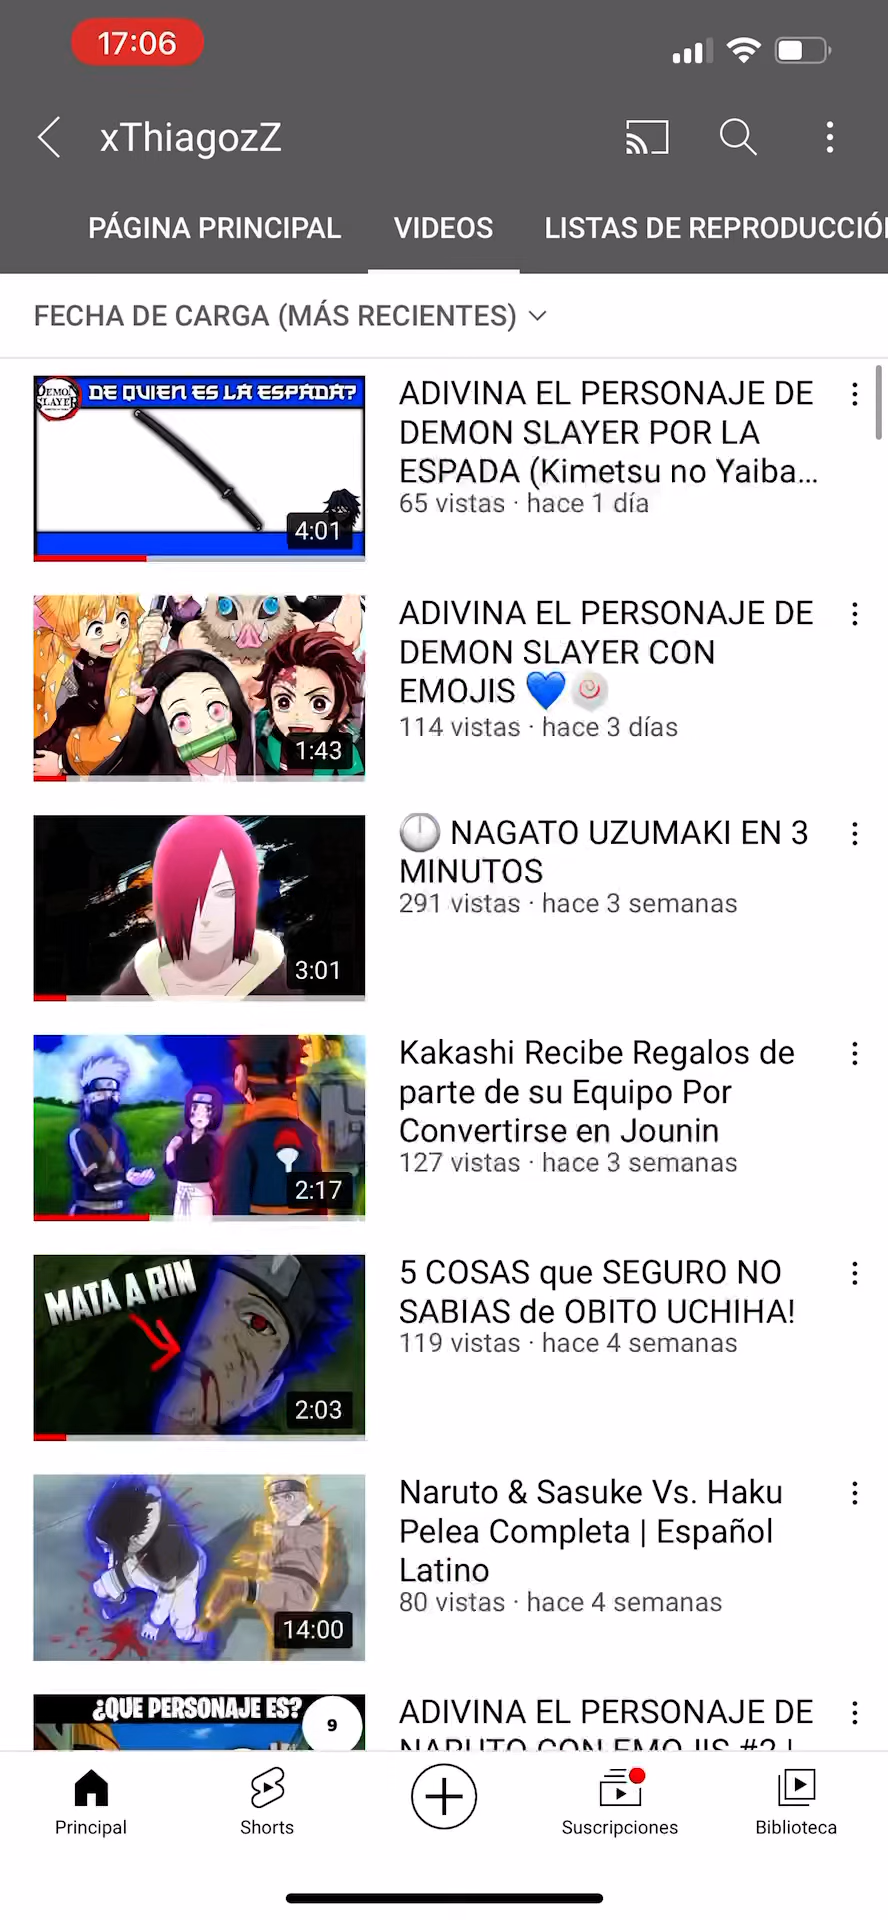 17:06
xThiagozZ
PÁGINA PRINCIPAL VIDEOS LISTAS DE REPRODUCCIÓ
FECHA DE CARGA (MÁS RECIENTES)
DEMON SLAYER
DE QUIEN ES LA ESPADA?
4:01
ADIVINA EL PERSONAJE DE
DEMON SLAYER POR LA
ESPADA (Kimetsu no Yaiba...
65 vistas · hace 1 día
1:43
ADIVINA EL PERSONAJE DE
DEMON SLAYER CON
EMOJIS 💙🍥
114 vistas · hace 3 días
3:01
🕛 NAGATO UZUMAKI EN 3
MINUTOS
291 vistas · hace 3 semanas
2:17
Kakashi Recibe Regalos de
parte de su Equipo Por
Convertirse en Jounin
127 vistas · hace 3 semanas
MATA A RIN
2:03
5 COSAS que SEGURO NO
SABIAS de OBITO UCHIHA!
119 vistas · hace 4 semanas
14:00
Naruto & Sasuke Vs. Haku
Pelea Completa | Español
Latino
80 vistas · hace 4 semanas
¿QUE PERSONAJE ES?
9
ADIVINA EL PERSONAJE DE
NARUTO CON EMOJIS #2 |
Principal Shorts Suscripciones Biblioteca